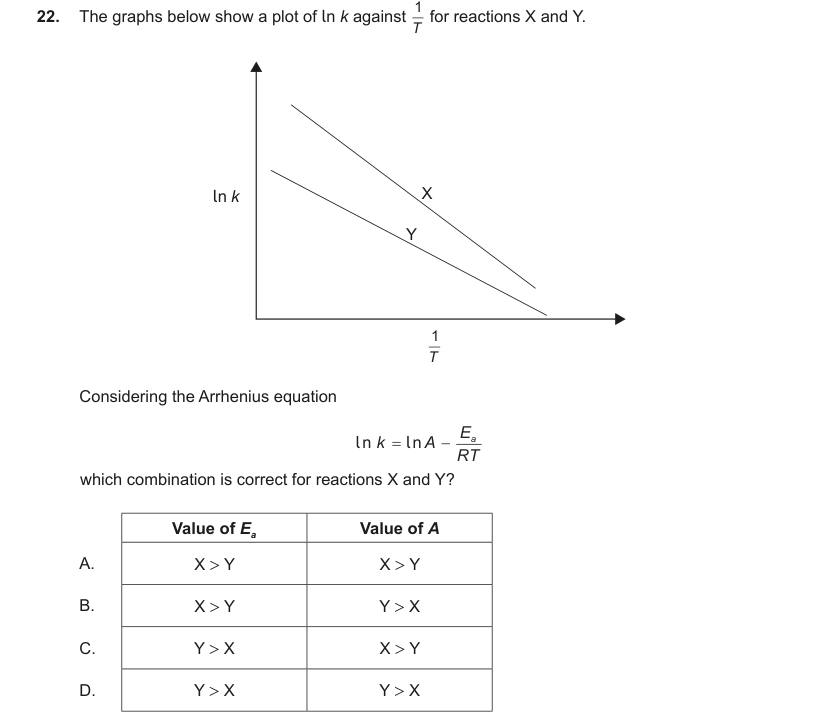 22. The graphs below show a plot of ln k against 1/T for reactions X and Y.
ln k
X
Y
1/T
Considering the Arrhenius equation
ln k = ln A − Eₐ/RT
which combination is correct for reactions X and Y?
Value of Eₐ Value of A
A. X > Y X > Y
B. X > Y Y > X
C. Y > X X > Y
D. Y > X Y > X